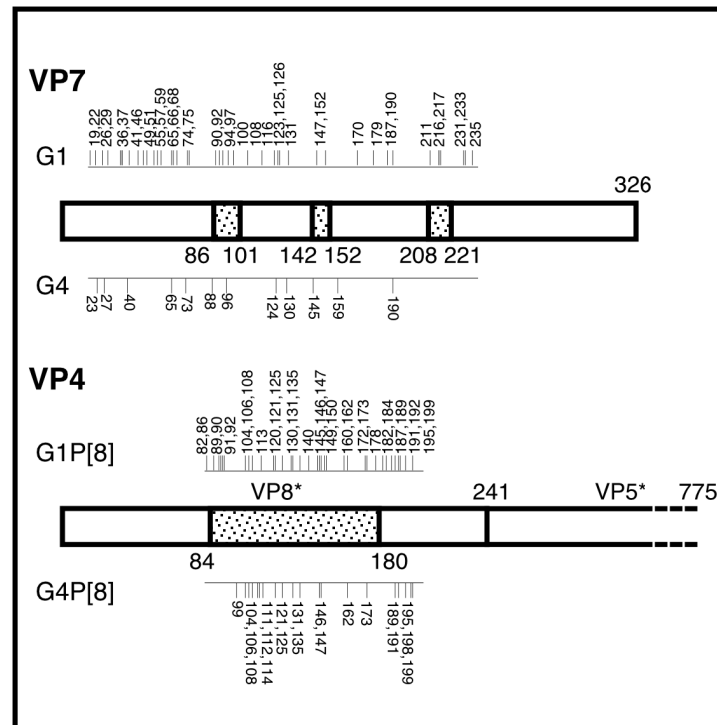 VP7
G1
19,22 26,29 36,37 41,46 49,51 55,57,59 65,66,68 74,75 90,92 94,97 100 108 116 123,125,126 131 147,152 170 179 187,190 211 216,217 231,233 235
326
86 101 142 152 208 221
G4
23 27 40 65 73 88 96 124 130 145 159 190
VP4
G1P[8]
82,86 89,90 91,92 104,106,108 113 120,121,125 130,131,135 40 145,146,147 149,150 160,162 172,173 178 182,184 187,189 191,192 195,199
VP8* 241 VP5* 775
84 180
G4P[8]
99 104,106,108 111,112,114 121,125 131,135 146,147 162 173 189,191 195,198,199